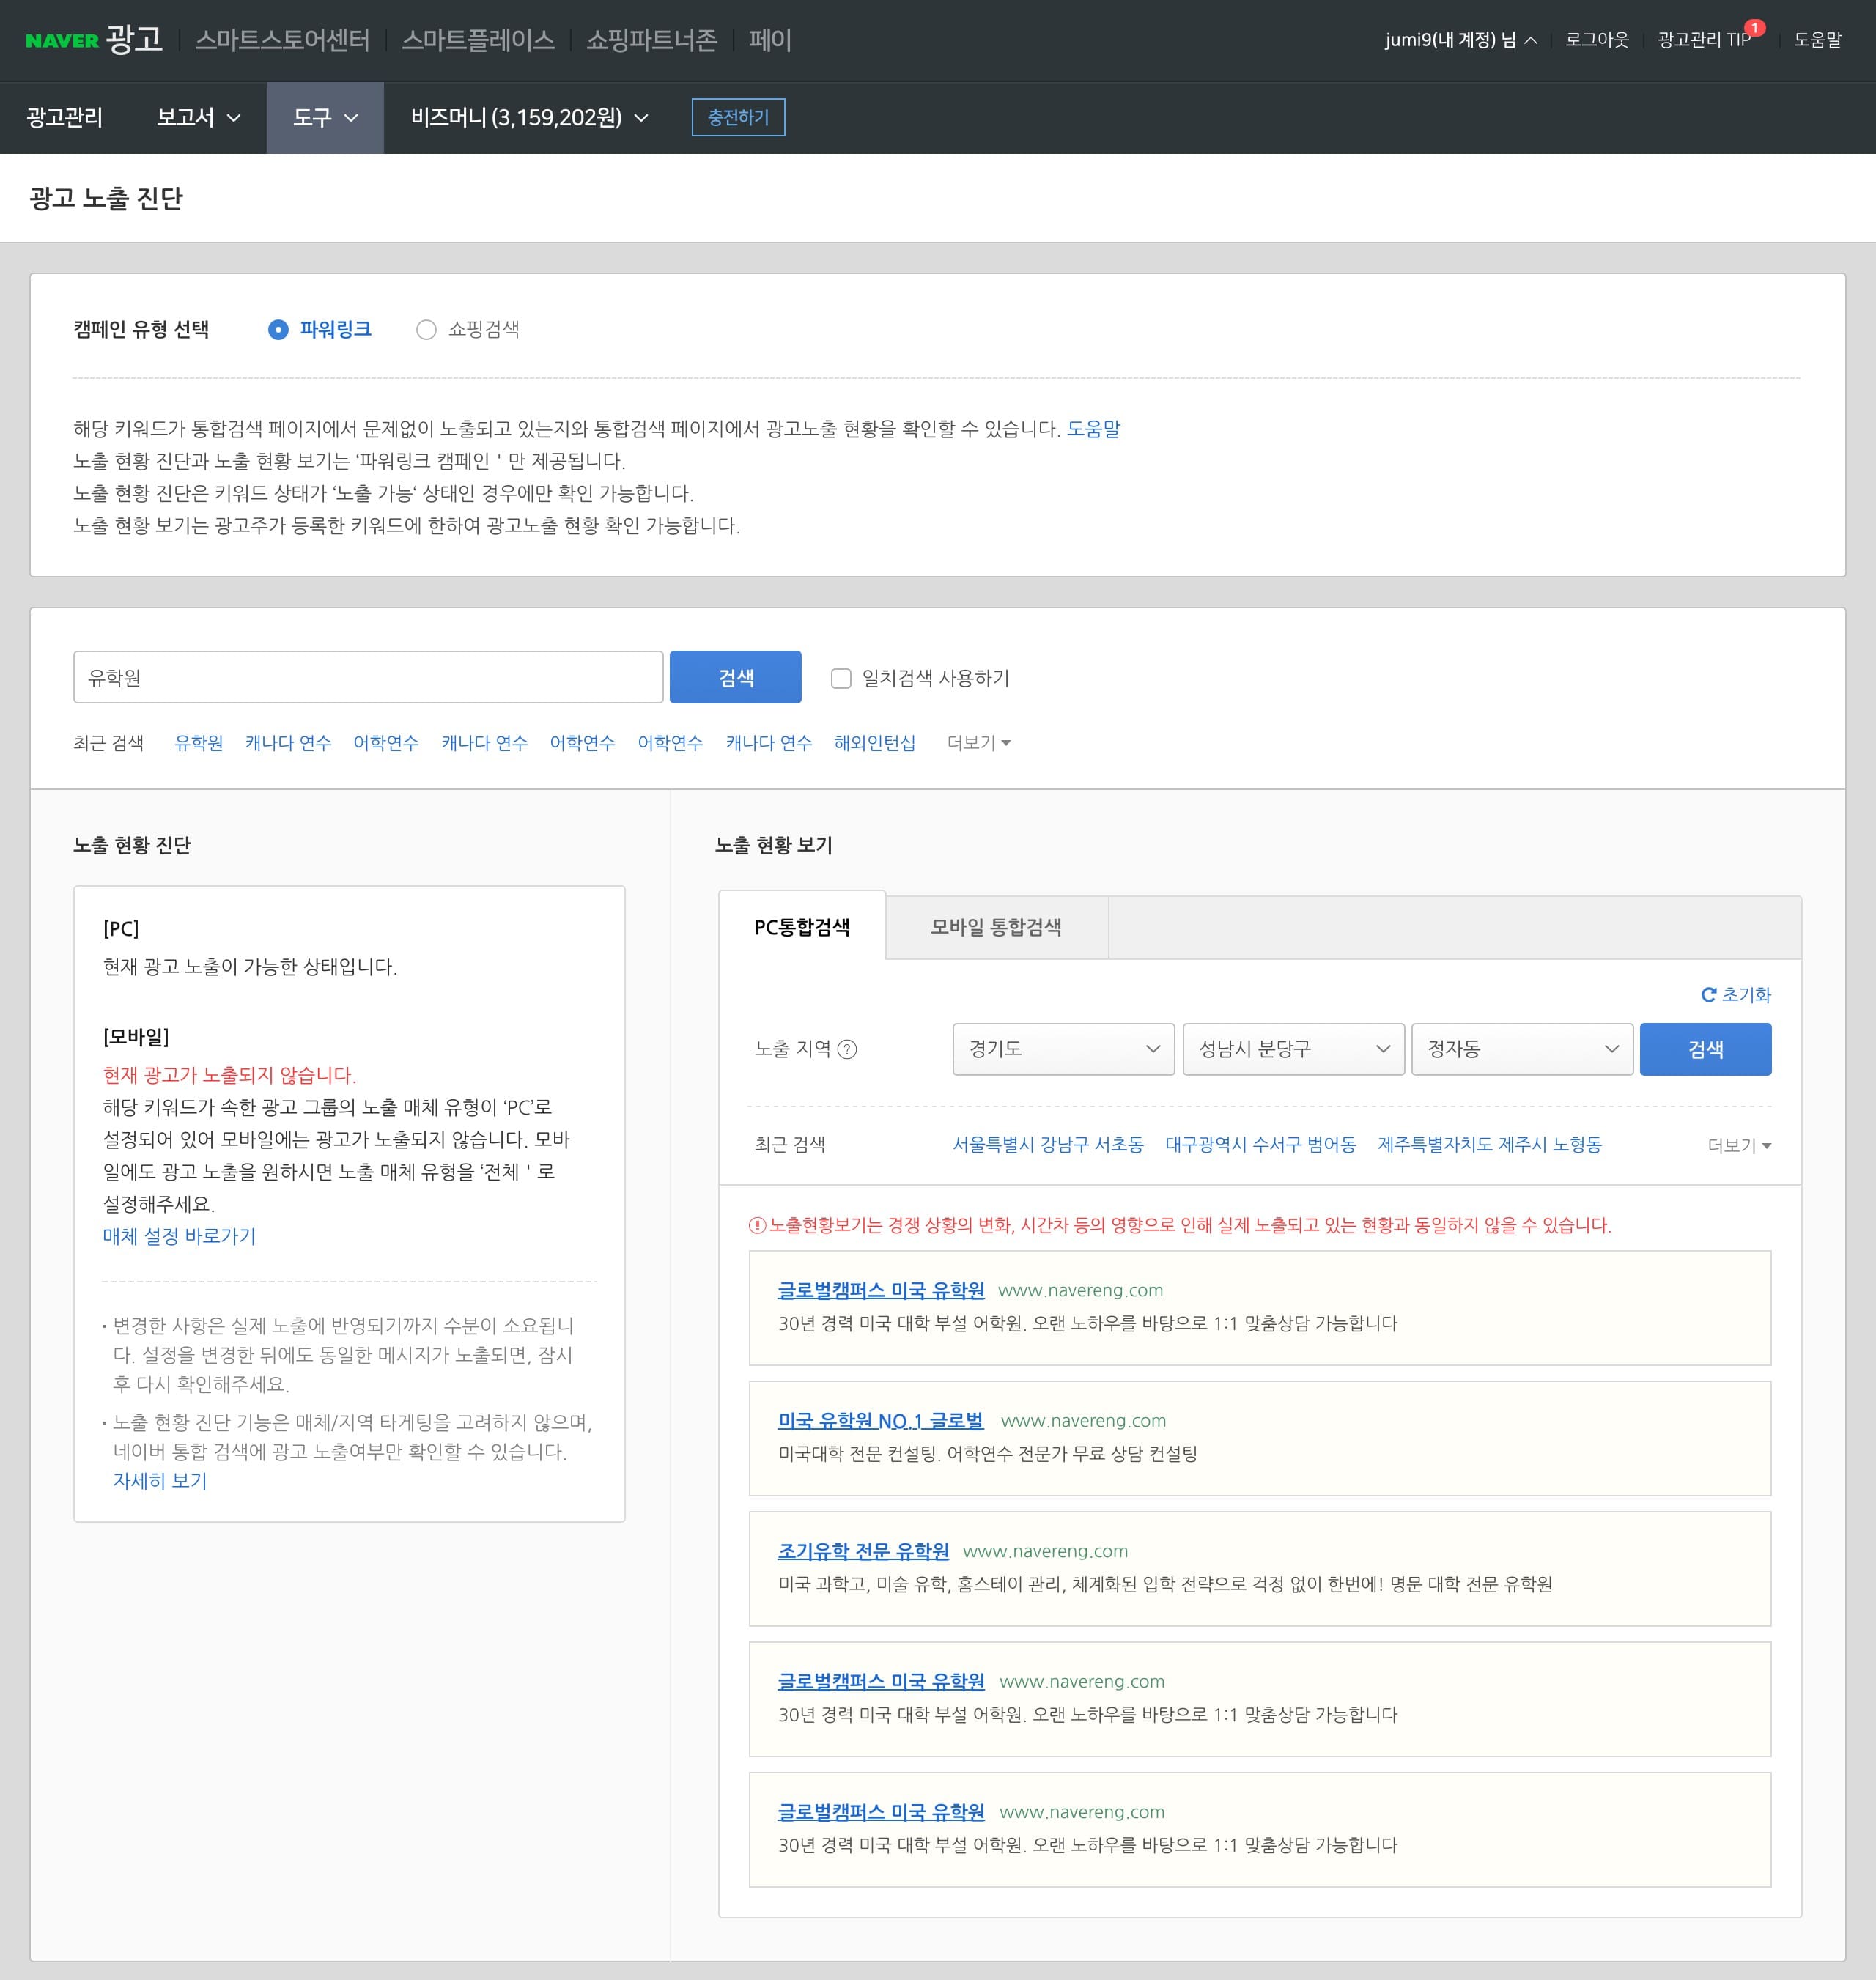 NAVER 광고 스마트스토어센터 스마트플레이스 쇼핑파트너존 페이 jumi9(내 계정) 님 로그아웃 광고관리 TIP 1 도움말
광고관리 보고서 도구 비즈머니 (3,159,202원) 충전하기
광고 노출 진단
캠페인 유형 선택 파워링크 쇼핑검색
해당 키워드가 통합검색 페이지에서 문제없이 노출되고 있는지와 통합검색 페이지에서 광고노출 현황을 확인할 수 있습니다. 도움말
노출 현황 진단과 노출 현황 보기는 ‘파워링크 캠페인 ' 만 제공됩니다.
노출 현황 진단은 키워드 상태가 ‘노출 가능‘ 상태인 경우에만 확인 가능합니다.
노출 현황 보기는 광고주가 등록한 키워드에 한하여 광고노출 현황 확인 가능합니다.
유학원 검색 일치검색 사용하기
최근 검색 유학원 캐나다 연수 어학연수 캐나다 연수 어학연수 어학연수 캐나다 연수 해외인턴십 더보기
노출 현황 진단
[PC]
현재 광고 노출이 가능한 상태입니다.
[모바일]
현재 광고가 노출되지 않습니다.
해당 키워드가 속한 광고 그룹의 노출 매체 유형이 ‘PC’로
설정되어 있어 모바일에는 광고가 노출되지 않습니다. 모바
일에도 광고 노출을 원하시면 노출 매체 유형을 ‘전체 ' 로
설정해주세요.
매체 설정 바로가기
· 변경한 사항은 실제 노출에 반영되기까지 수분이 소요됩니
다. 설정을 변경한 뒤에도 동일한 메시지가 노출되면, 잠시
후 다시 확인해주세요.
· 노출 현황 진단 기능은 매체/지역 타게팅을 고려하지 않으며,
네이버 통합 검색에 광고 노출여부만 확인할 수 있습니다.
자세히 보기
노출 현황 보기
PC통합검색 모바일 통합검색
초기화
노출 지역 ? 경기도 성남시 분당구 정자동 검색
최근 검색 서울특별시 강남구 서초동 대구광역시 수서구 범어동 제주특별자치도 제주시 노형동 더보기
! 노출현황보기는 경쟁 상황의 변화, 시간차 등의 영향으로 인해 실제 노출되고 있는 현황과 동일하지 않을 수 있습니다.
글로벌캠퍼스 미국 유학원 www.navereng.com
30년 경력 미국 대학 부설 어학원. 오랜 노하우를 바탕으로 1:1 맞춤상담 가능합니다
미국 유학원 NO.1 글로벌 www.navereng.com
미국대학 전문 컨설팅. 어학연수 전문가 무료 상담 컨설팅
조기유학 전문 유학원 www.navereng.com
미국 과학고, 미술 유학, 홈스테이 관리, 체계화된 입학 전략으로 걱정 없이 한번에! 명문 대학 전문 유학원
글로벌캠퍼스 미국 유학원 www.navereng.com
30년 경력 미국 대학 부설 어학원. 오랜 노하우를 바탕으로 1:1 맞춤상담 가능합니다
글로벌캠퍼스 미국 유학원 www.navereng.com
30년 경력 미국 대학 부설 어학원. 오랜 노하우를 바탕으로 1:1 맞춤상담 가능합니다